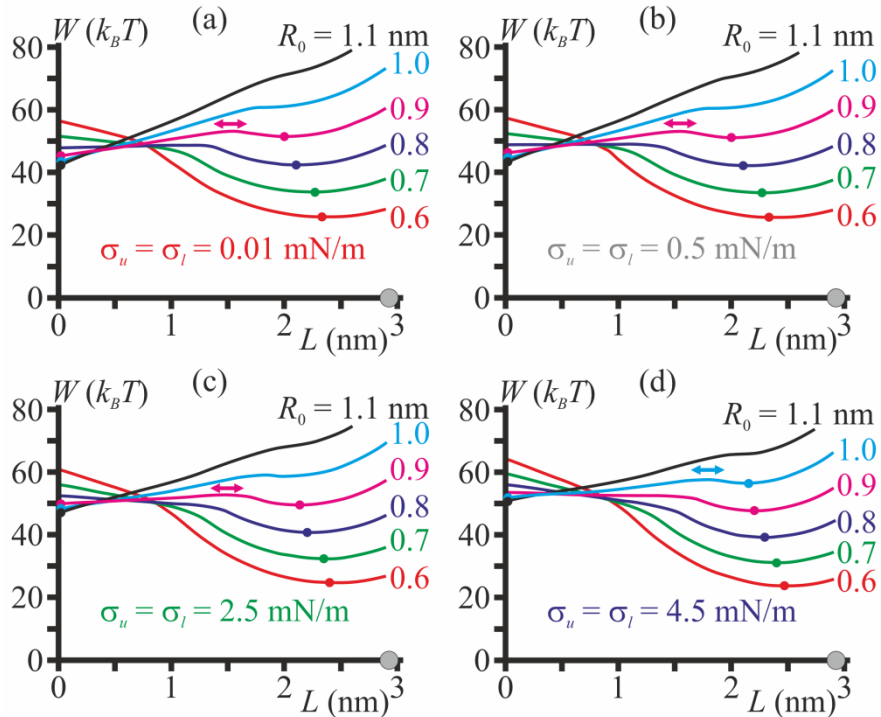 (a)
W (k_BT)
R_0 = 1.1 nm
80
60
40
20
0
1.0
0.9
0.8
0.7
0.6
σ_u = σ_l = 0.01 mN/m
0 1 2 3
L (nm)
(b)
W (k_BT)
R_0 = 1.1 nm
80
60
40
20
0
1.0
0.9
0.8
0.7
0.6
σ_u = σ_l = 0.5 mN/m
0 1 2 3
L (nm)
(c)
W (k_BT)
R_0 = 1.1 nm
80
60
40
20
0
1.0
0.9
0.8
0.7
0.6
σ_u = σ_l = 2.5 mN/m
0 1 2 3
L (nm)
(d)
W (k_BT)
R_0 = 1.1 nm
80
60
40
20
0
1.0
0.9
0.8
0.7
0.6
σ_u = σ_l = 4.5 mN/m
0 1 2 3
L (nm)